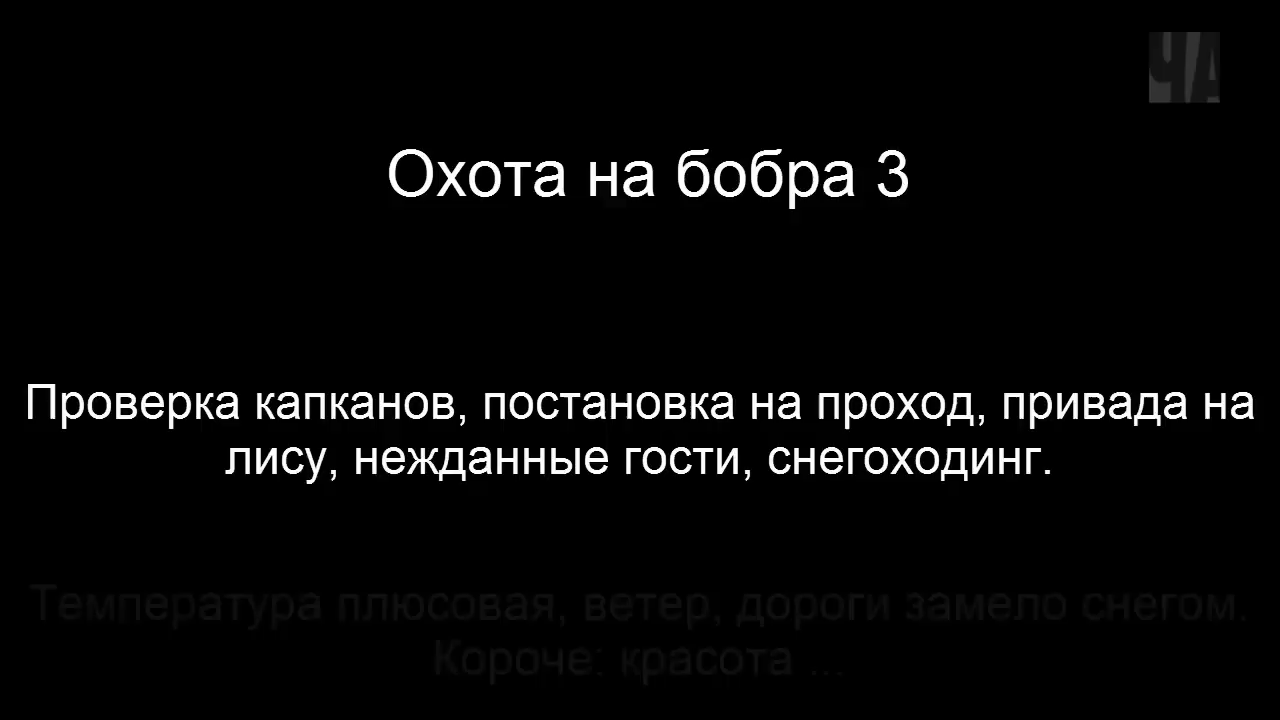 ЧА
Охота на бобра 3
Проверка капканов, постановка на проход, привада на
лису, нежданные гости, снегоходинг.
Температура плюсовая, ветер, дороги замело снегом.
Короче: красота ...